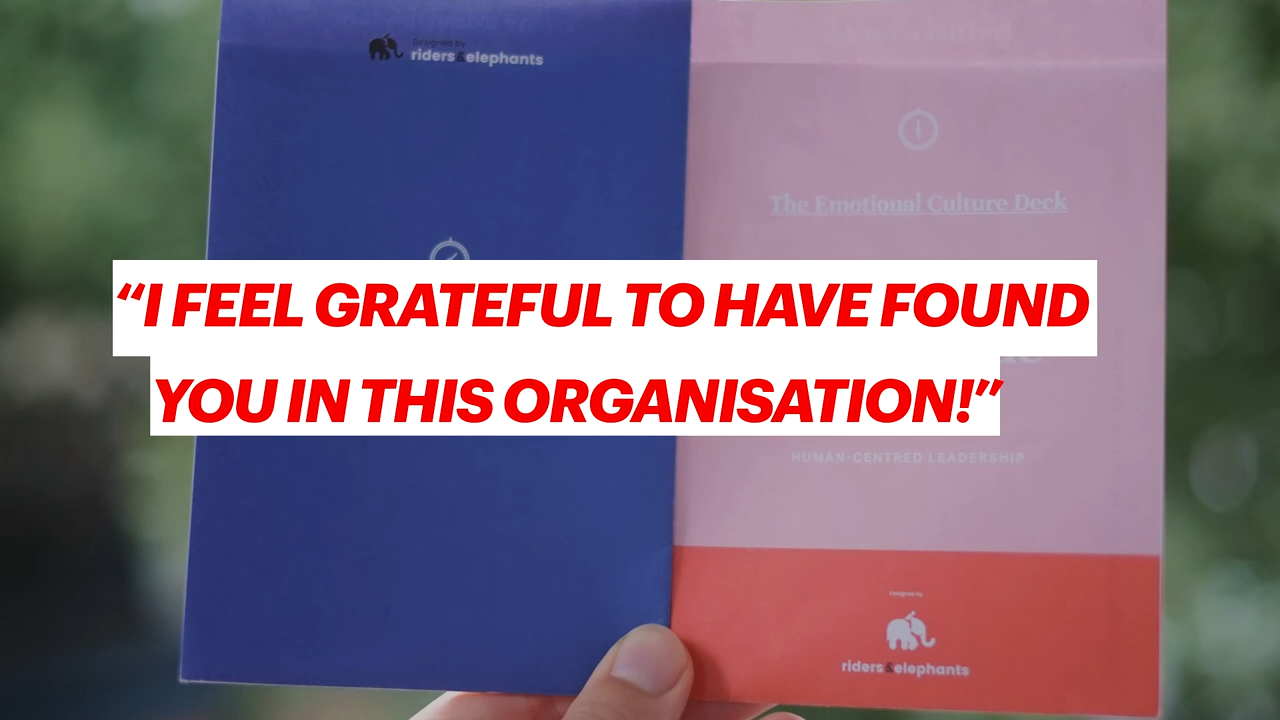 Designed by
riders&elephants
The Emotional Culture Deck
“I FEEL GRATEFUL TO HAVE FOUND
YOU IN THIS ORGANISATION!”
HUMAN-CENTRED LEADERSHIP
Designed by
riders&elephants